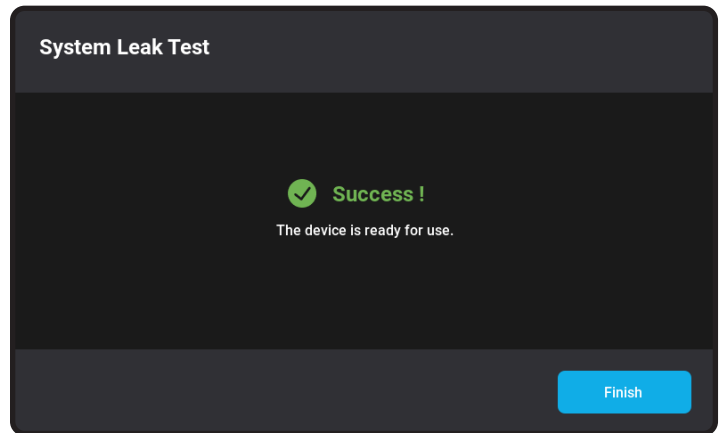 System Leak Test
Success !
The device is ready for use.
Finish